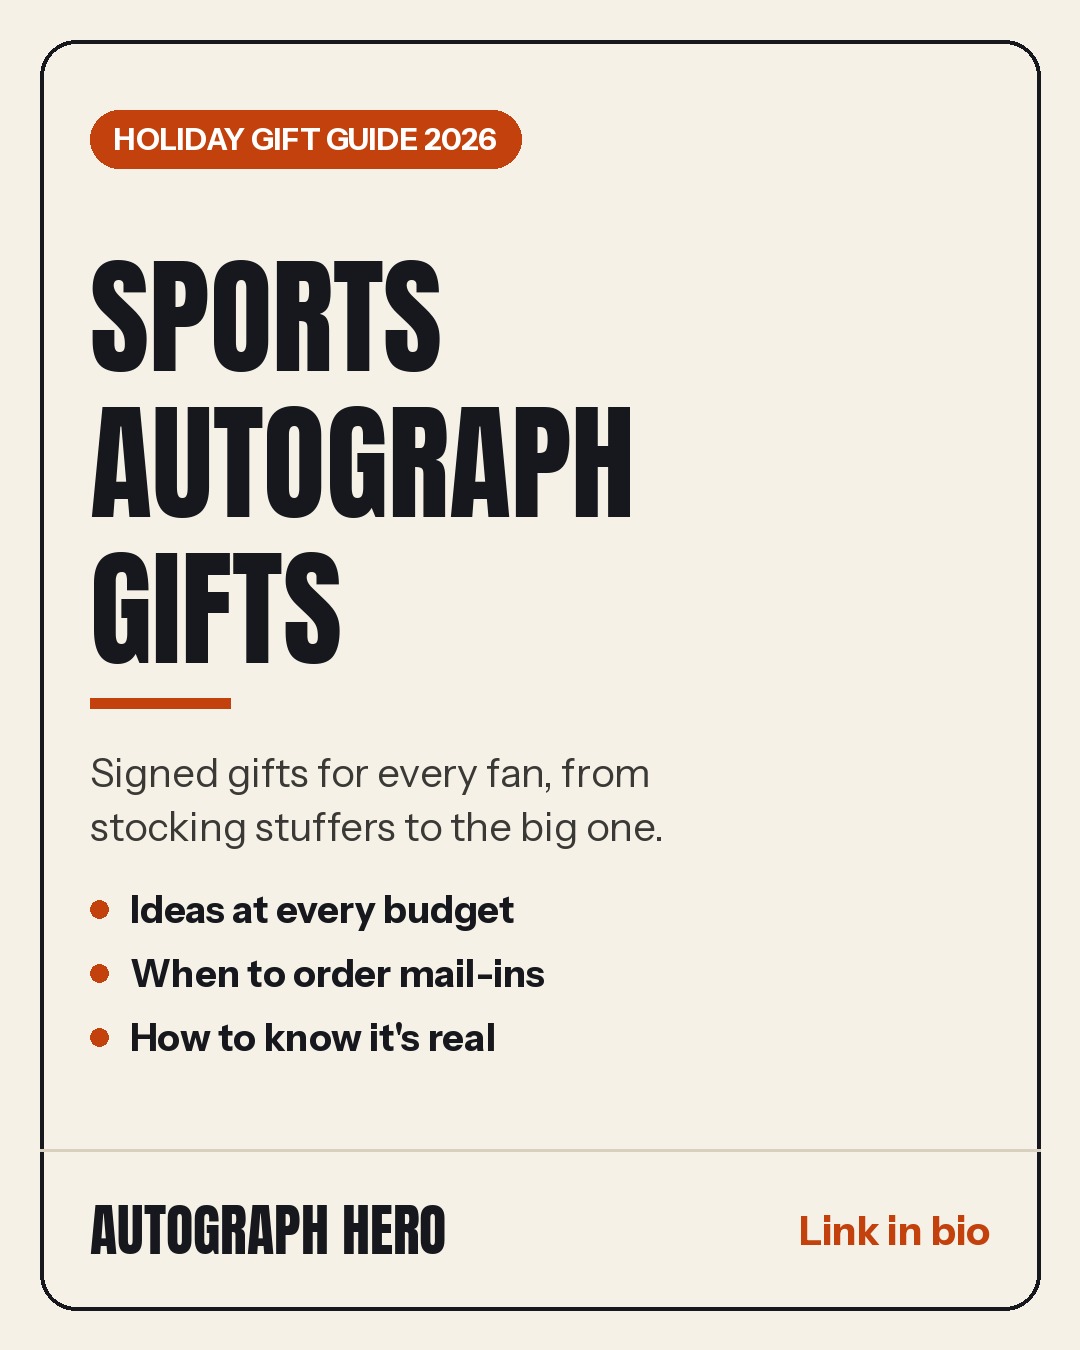 HOLIDAY GIFT GUIDE 2026
SPORTS
AUTOGRAPH
GIFTS
Signed gifts for every fan, from
stocking stuffers to the big one.
Ideas at every budget
When to order mail-ins
How to know it's real
AUTOGRAPH HERO
Link in bio